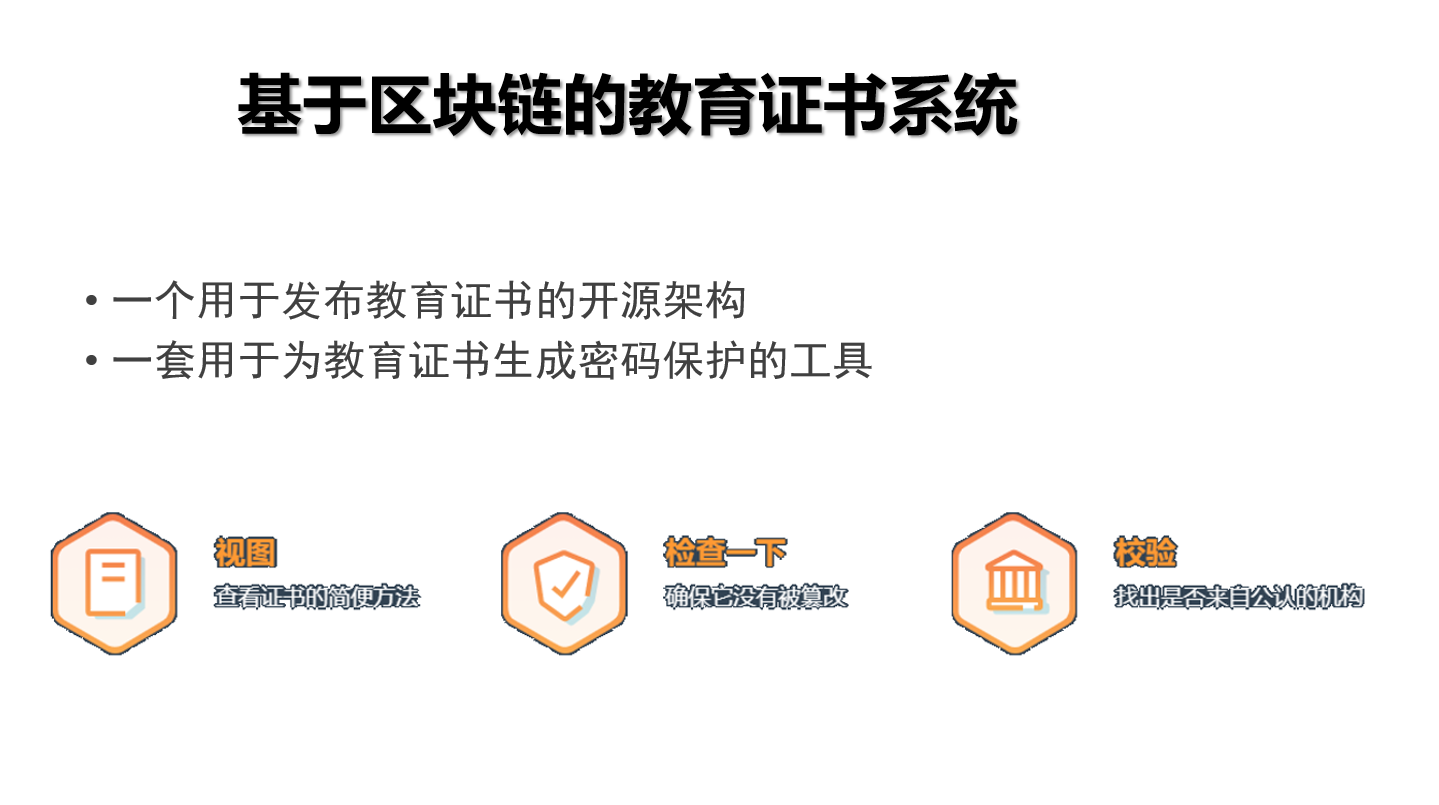 基于区块链的教育证书系统
• 一个用于发布教育证书的开源架构
• 一套用于为教育证书生成密码保护的工具
视图
查看证书的简便方法
检查一下
确保它没有被篡改
校验
找出是否来自公认的机构